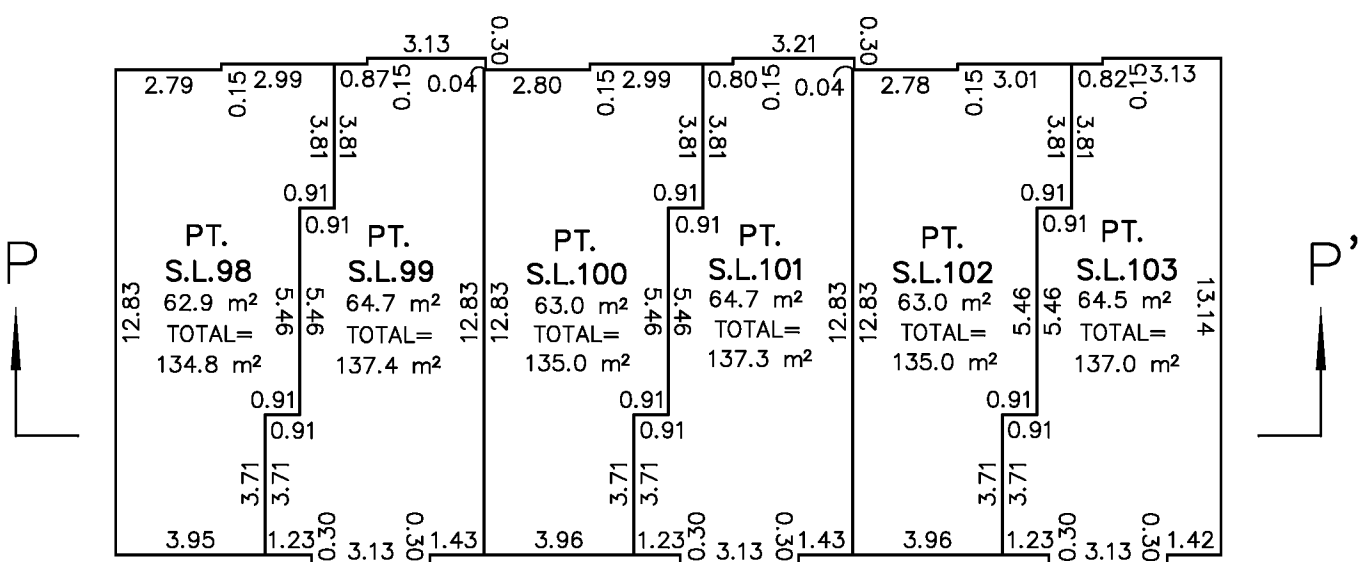 3.13
0.30
3.21
0.30
2.79
0.15
2.99
0.87
0.15
0.04
2.80
0.15
2.99
0.80
0.15
0.04
2.78
0.15
3.01
0.82
0.15
3.13
3.81
3.81
3.81
3.81
3.81
3.81
0.91
0.91
0.91
0.91
0.91
0.91
P
P'
PT.
S.L.98
62.9 m²
TOTAL=
134.8 m²
PT.
S.L.99
64.7 m²
TOTAL=
137.4 m²
PT.
S.L.100
63.0 m²
TOTAL=
135.0 m²
PT.
S.L.101
64.7 m²
TOTAL=
137.3 m²
PT.
S.L.102
63.0 m²
TOTAL=
135.0 m²
PT.
S.L.103
64.5 m²
TOTAL=
137.0 m²
12.83
5.46
5.46
12.83
12.83
5.46
5.46
12.83
12.83
5.46
5.46
13.14
0.91
0.91
0.91
0.91
0.91
0.91
3.71
3.71
3.71
3.71
3.71
3.71
3.95
1.23
0.30
3.13
0.30
1.43
3.96
1.23
0.30
3.13
0.30
1.43
3.96
1.23
0.30
3.13
0.30
1.42